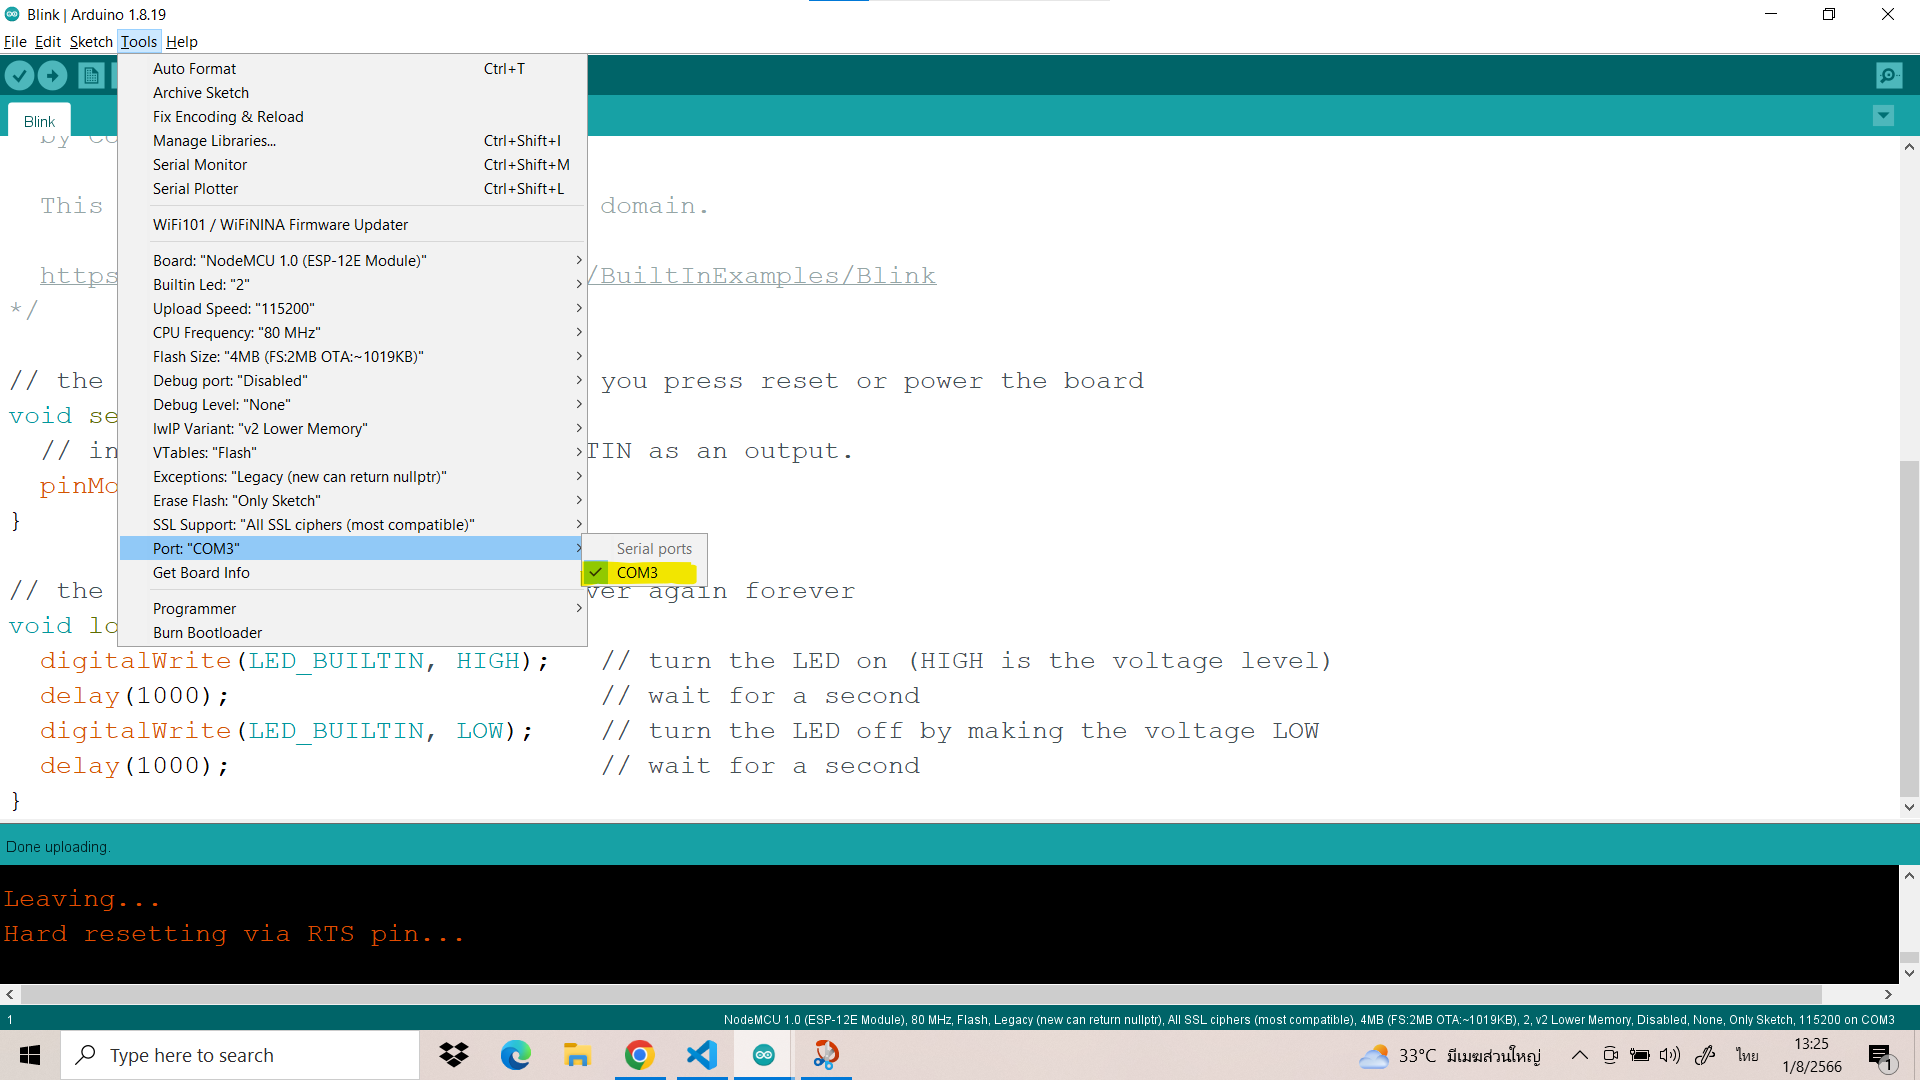 Blink | Arduino 1.8.19
File Edit Sketch Tools Help
Blink
Auto Format Ctrl+T
Archive Sketch
Fix Encoding & Reload
Manage Libraries... Ctrl+Shift+I
Serial Monitor Ctrl+Shift+M
Serial Plotter Ctrl+Shift+L
WiFi101 / WiFiNINA Firmware Updater
Board: "NodeMCU 1.0 (ESP-12E Module)"
Builtin Led: "2"
Upload Speed: "115200"
CPU Frequency: "80 MHz"
Flash Size: "4MB (FS:2MB OTA:~1019KB)"
Debug port: "Disabled"
Debug Level: "None"
lwIP Variant: "v2 Lower Memory"
VTables: "Flash"
Exceptions: "Legacy (new can return nullptr)"
Erase Flash: "Only Sketch"
SSL Support: "All SSL ciphers (most compatible)"
Port: "COM3"
Get Board Info
Programmer
Burn Bootloader
Serial ports
COM3
by Co
This domain.
https /BuiltInExamples/Blink
*/
// the you press reset or power the board
void se
// in TIN as an output.
pinMo
}
// the ver again forever
void lo
digitalWrite(LED_BUILTIN, HIGH); // turn the LED on (HIGH is the voltage level)
delay(1000); // wait for a second
digitalWrite(LED_BUILTIN, LOW); // turn the LED off by making the voltage LOW
delay(1000); // wait for a second
}
Done uploading.
Leaving...
Hard resetting via RTS pin...
1 NodeMCU 1.0 (ESP-12E Module), 80 MHz, Flash, Legacy (new can return nullptr), All SSL ciphers (most compatible), 4MB (FS:2MB OTA:~1019KB), 2, v2 Lower Memory, Disabled, None, Only Sketch, 115200 on COM3
Type here to search
33°C มีเมฆส่วนใหญ่
ไทย
13:25
1/8/2566
1